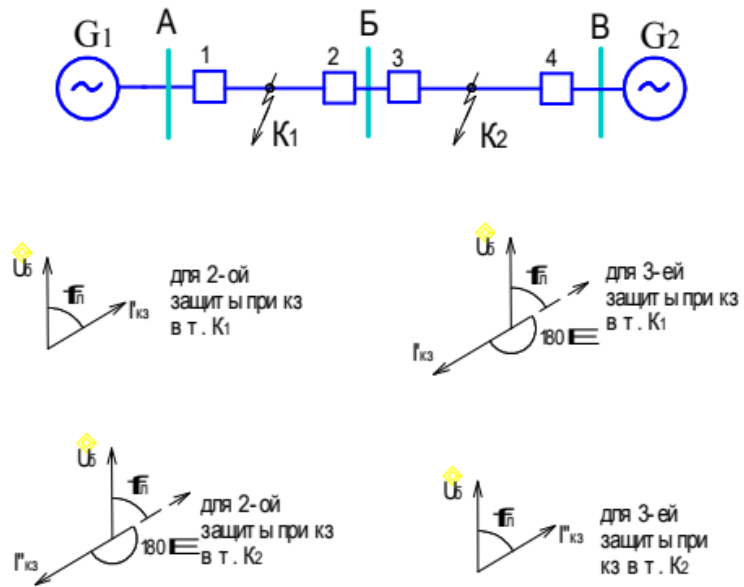 G1 А Б В G2
1 2 3 4
К1 К2
Uб
φл
I'кз
для 2-ой
защиты при кз
в т. К1
Uб
φл
180
I'кз
для 3-ей
защиты при кз
в т. К1
Uб
φл
180
I"кз
для 2-ой
защиты при кз
в т. К2
Uб
φл
I"кз
для 3-ей
защиты при
кз в т. К2